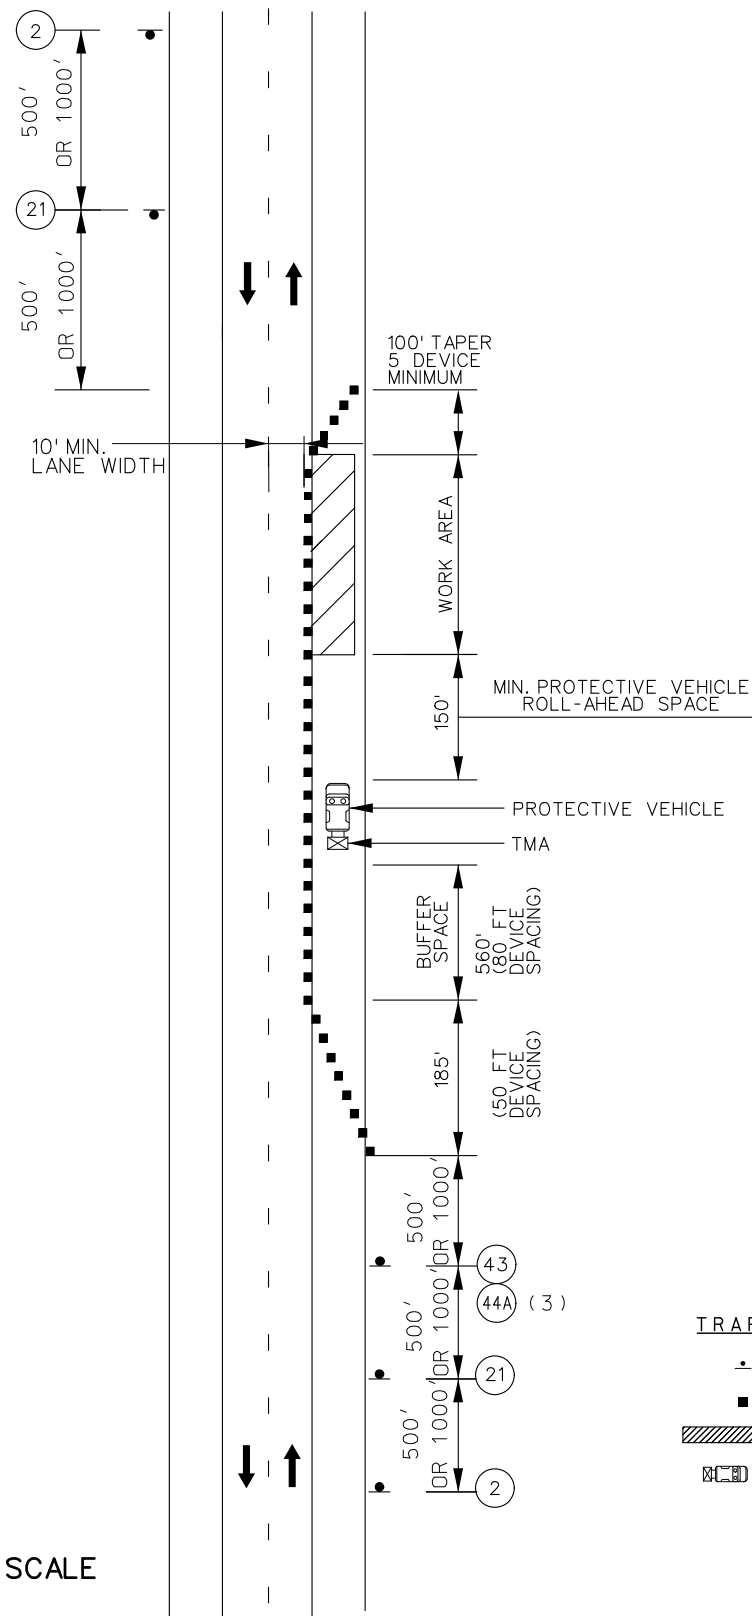 2
500'
OR 1000'
21
500'
OR 1000'
100' TAPER
5 DEVICE
MINIMUM
10' MIN.
LANE WIDTH
WORK AREA
150'
MIN. PROTECTIVE VEHICLE
ROLL-AHEAD SPACE
PROTECTIVE VEHICLE
TMA
BUFFER
SPACE
560'
(80 FT
DEVICE
SPACING)
185'
(50 FT
DEVICE
SPACING)
500'
OR 1000'
43
44A (3)
500'
OR 1000'
21
500'
OR 1000'
2
TRAF
SCALE